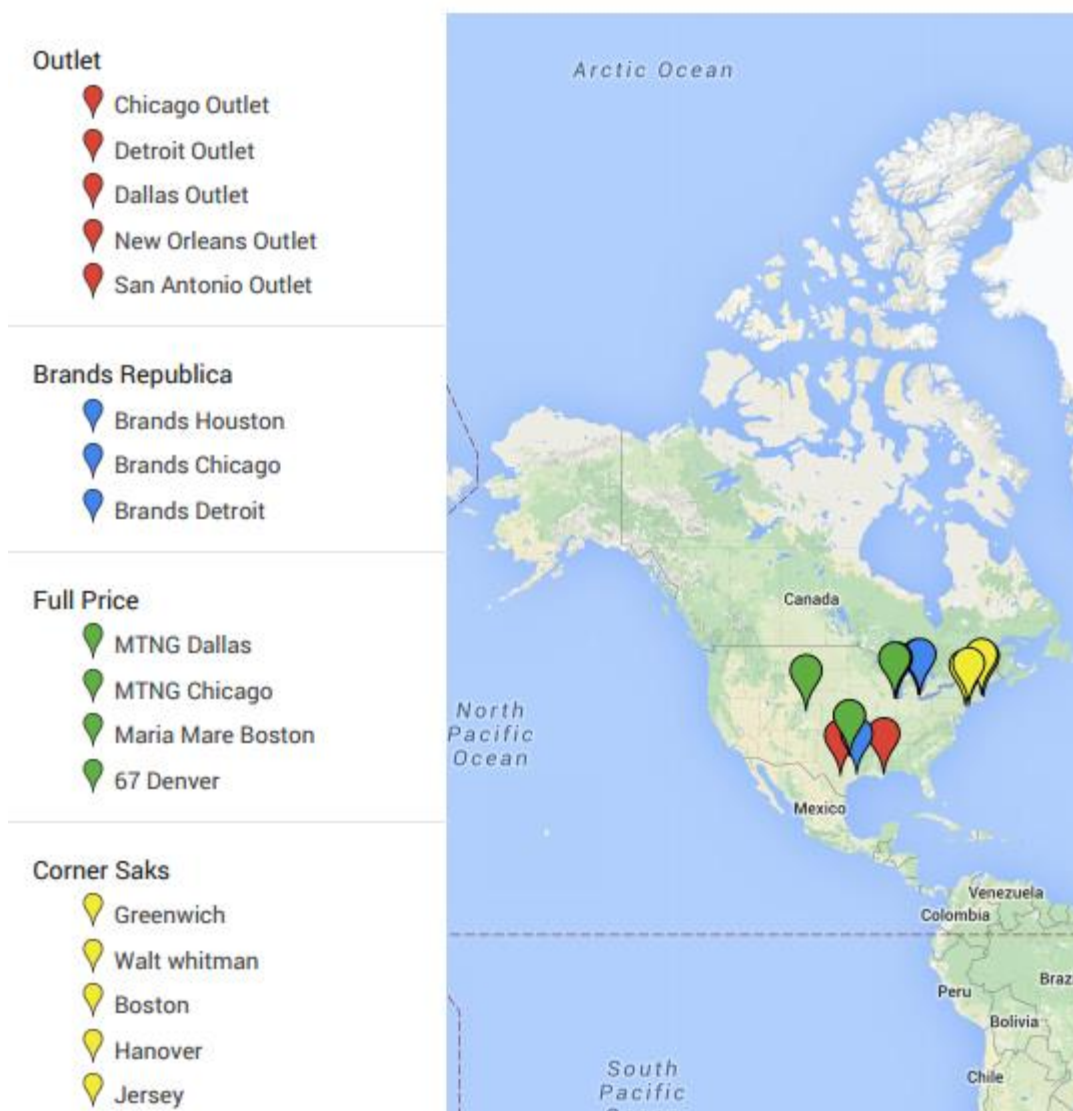 Outlet
Chicago Outlet
Detroit Outlet
Dallas Outlet
New Orleans Outlet
San Antonio Outlet
Brands Republica
Brands Houston
Brands Chicago
Brands Detroit
Full Price
MTNG Dallas
MTNG Chicago
Maria Mare Boston
67 Denver
Corner Saks
Greenwich
Walt whitman
Boston
Hanover
Jersey
Arctic Ocean
Canada
North
Pacific
Ocean
Mexico
Venezuela
Colombia
Peru
Braz
Bolivia
Chile
South
Pacific